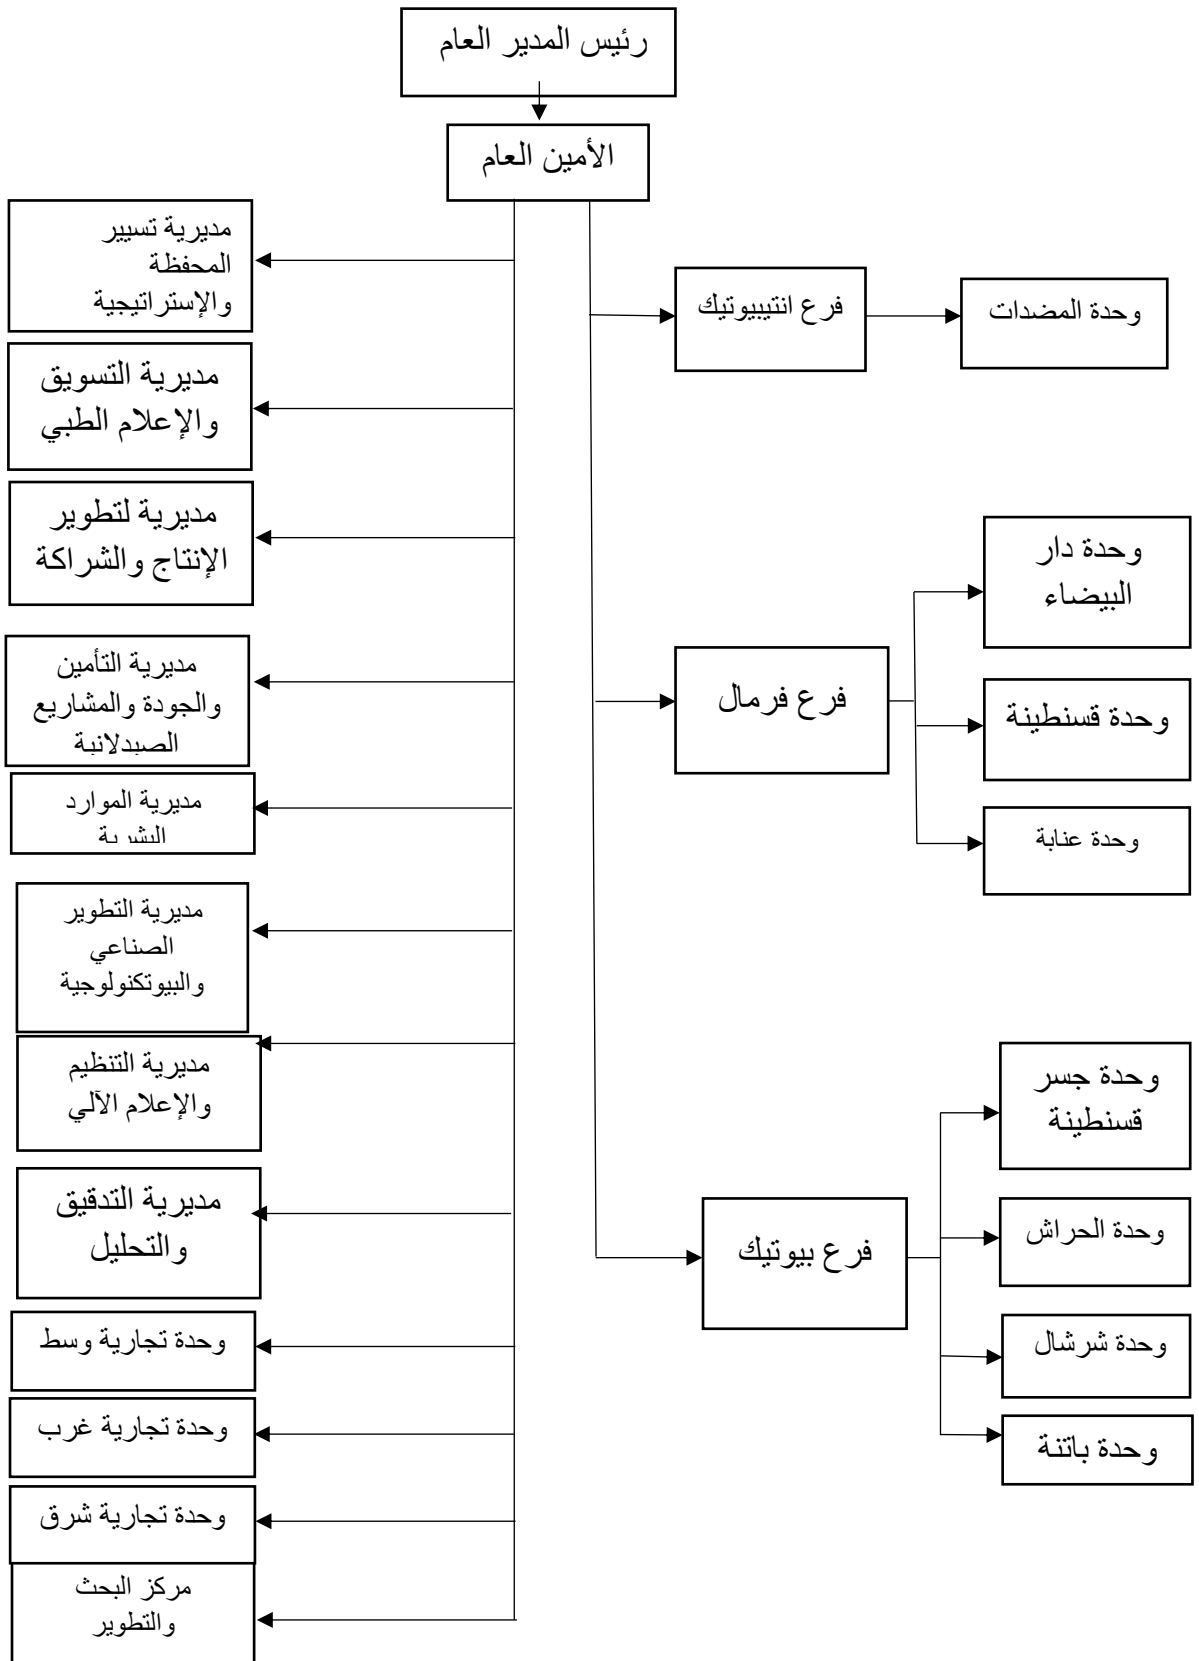 رئيس المدير العام
الأمين العام
مديرية تسيير
المحفظة
والإستراتيجية
فرع انتيبيوتيك
وحدة المضدات
مديرية التسويق
والإعلام الطبي
مديرية لتطوير
الإنتاج والشراكة
وحدة دار
البيضاء
مديرية التأمين
والجودة والمشاريع
الصيدلانية
فرع فرمال
وحدة قسنطينة
مديرية الموارد
البشرية
وحدة عنابة
مديرية التطوير
الصناعي
والبيوتكنولوجية
مديرية التنظيم
والإعلام الآلي
وحدة جسر
قسنطينة
مديرية التدقيق
والتحليل
فرع بيوتيك
وحدة الحراش
وحدة تجارية وسط
وحدة شرشال
وحدة تجارية غرب
وحدة باتنة
وحدة تجارية شرق
مركز البحث
والتطوير